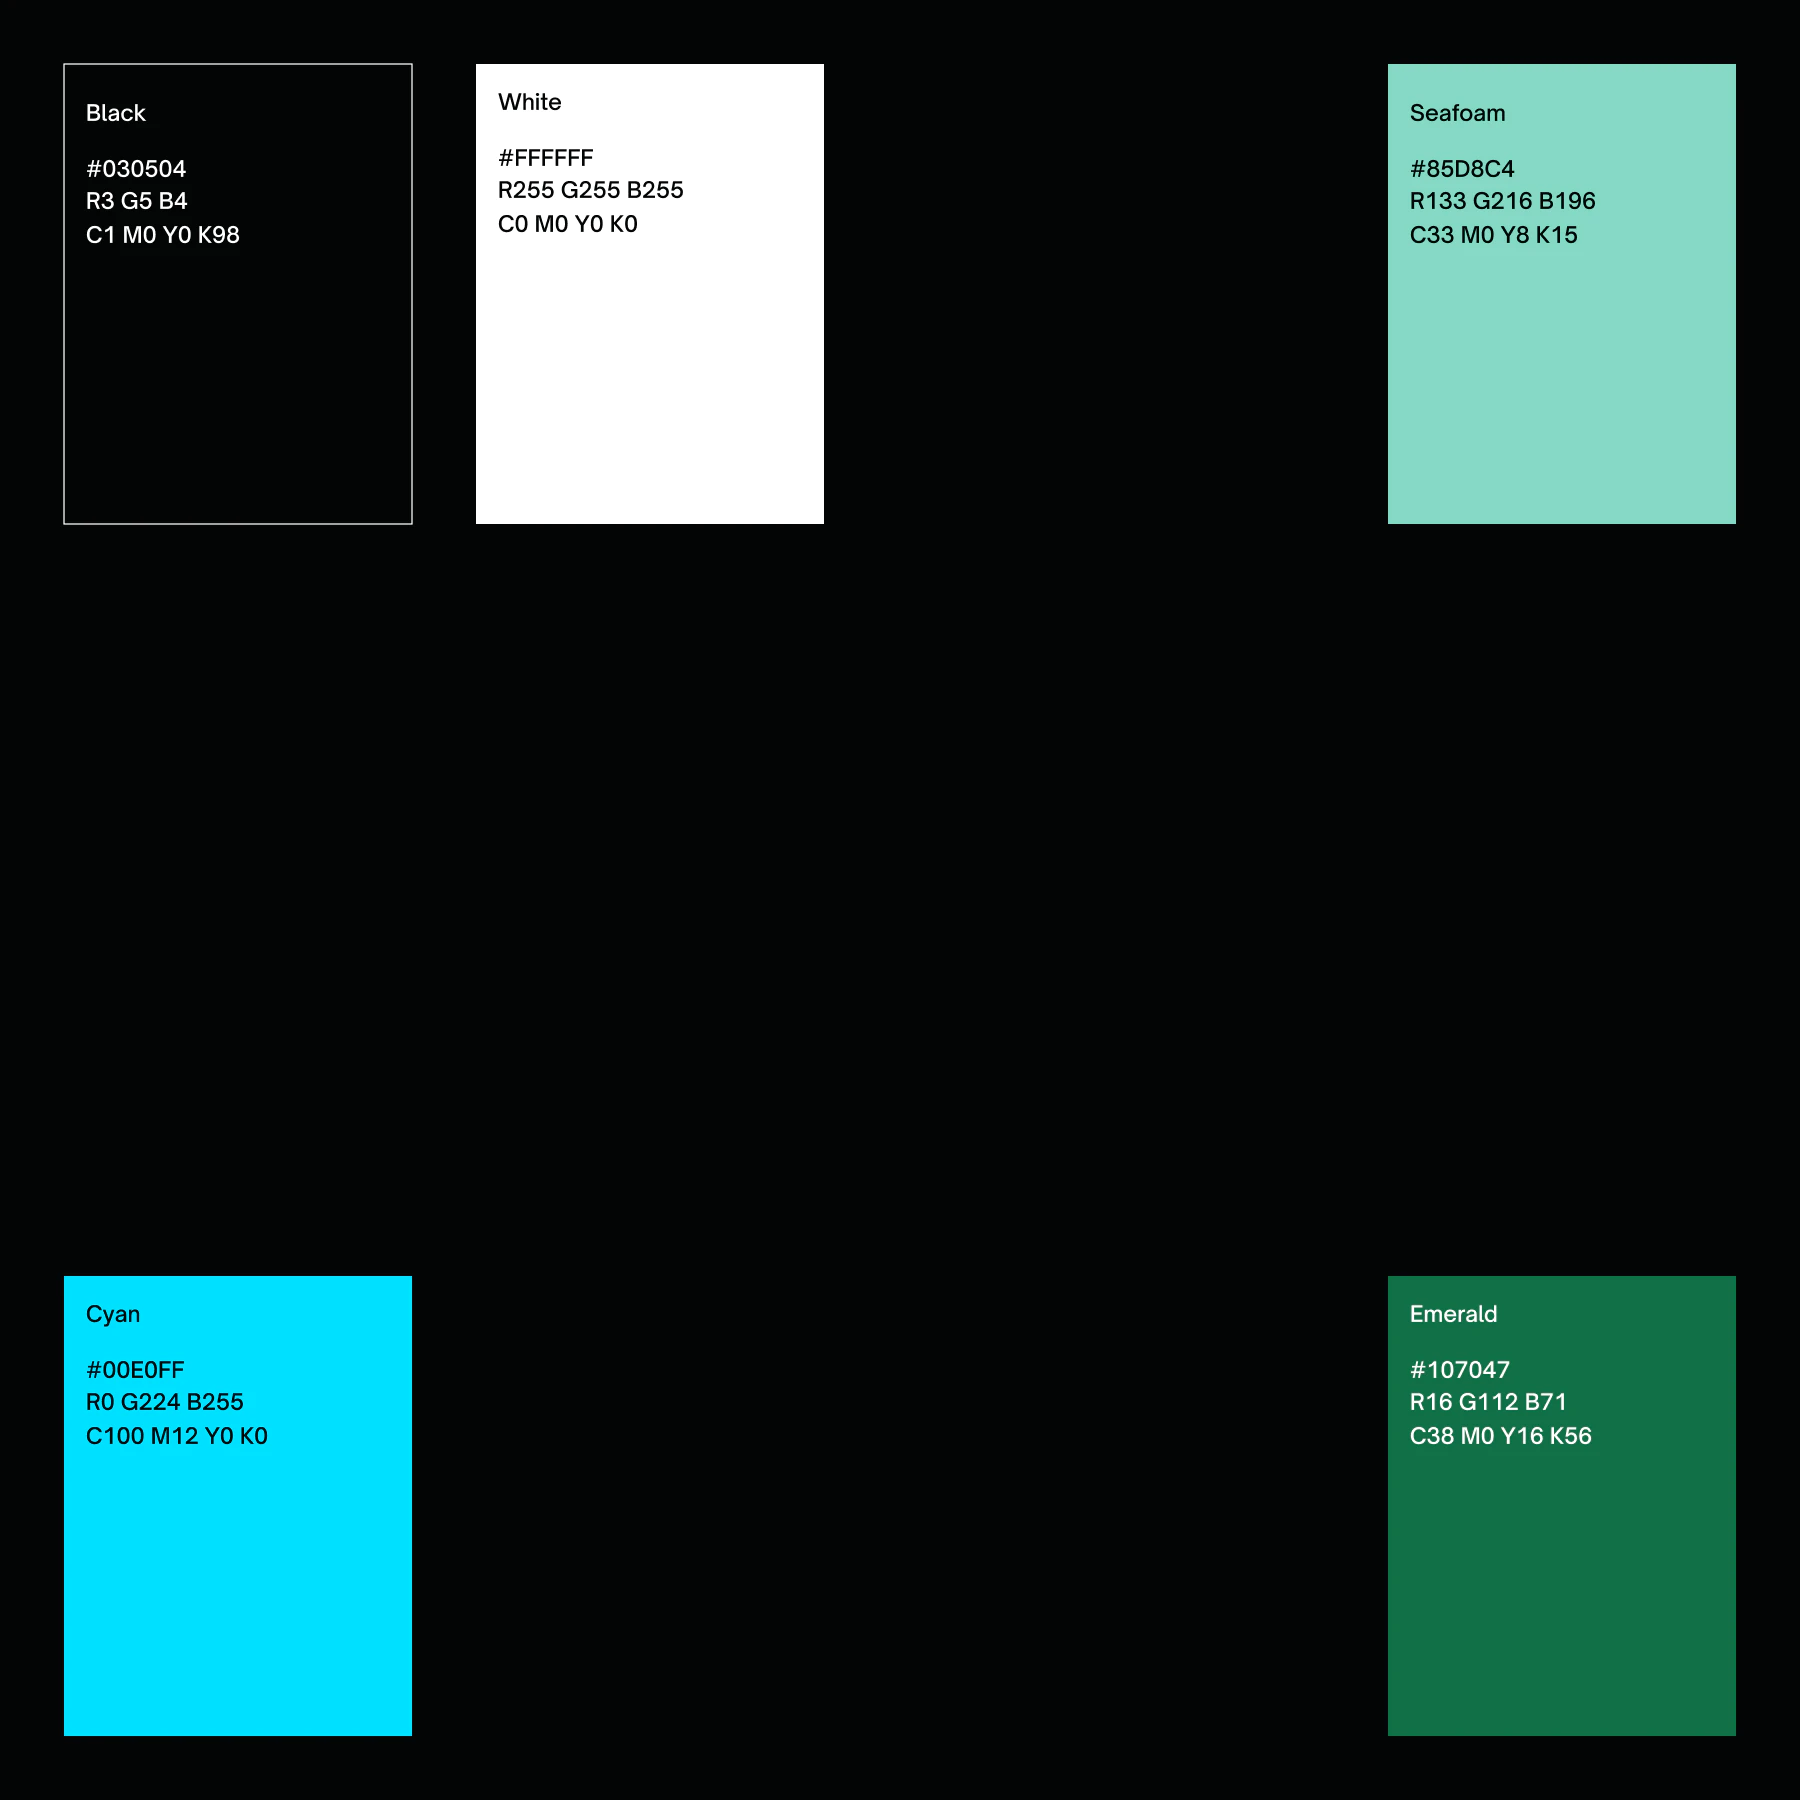 Black
#030504
R3 G5 B4
C1 M0 Y0 K98
White
#FFFFFF
R255 G255 B255
C0 M0 Y0 K0
Seafoam
#85D8C4
R133 G216 B196
C33 M0 Y8 K15
Cyan
#00E0FF
R0 G224 B255
C100 M12 Y0 K0
Emerald
#107047
R16 G112 B71
C38 M0 Y16 K56